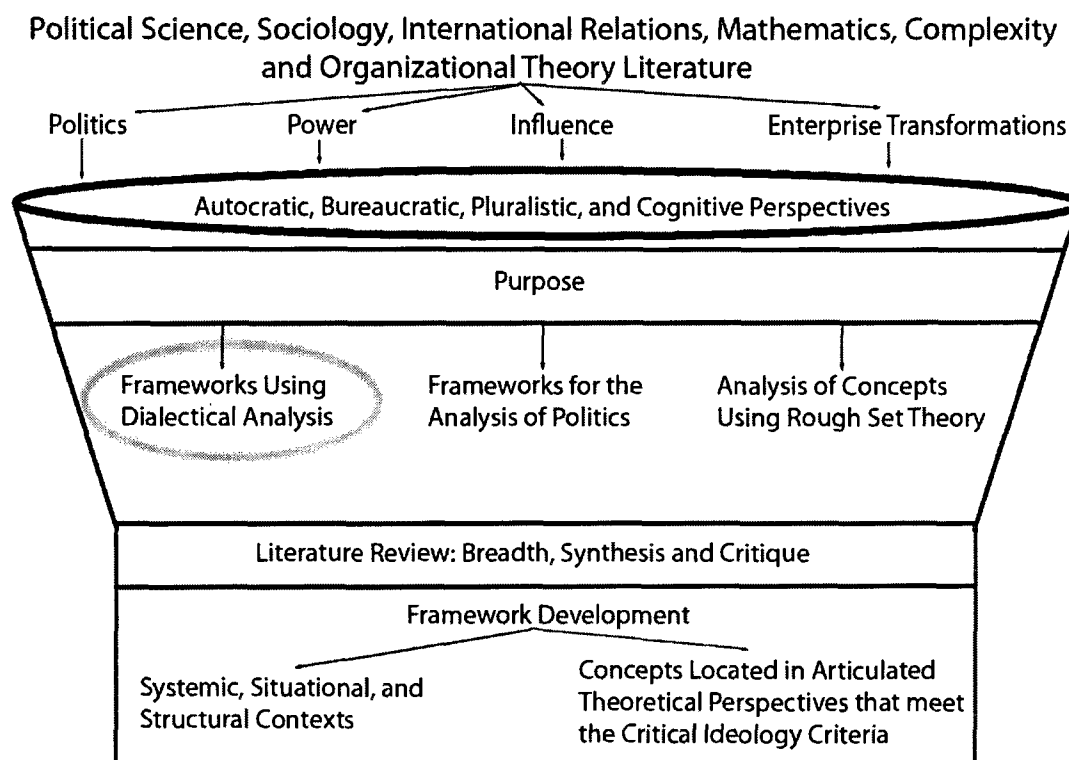 Political Science, Sociology, International Relations, Mathematics, Complexity
and Organizational Theory Literature
Politics
Power
Influence
Enterprise Transformations
Autocratic, Bureaucratic, Pluralistic, and Cognitive Perspectives
Purpose
Frameworks Using
Dialectical Analysis
Frameworks for the
Analysis of Politics
Analysis of Concepts
Using Rough Set Theory
Literature Review: Breadth, Synthesis and Critique
Framework Development
Systemic, Situational, and
Structural Contexts
Concepts Located in Articulated
Theoretical Perspectives that meet
the Critical Ideology Criteria